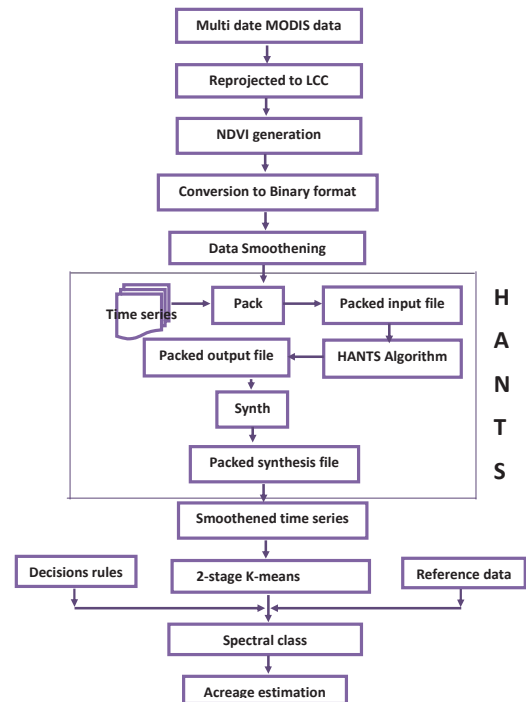 Multi date MODIS data
Reprojected to LCC
NDVI generation
Conversion to Binary format
Data Smoothening
Time series
Pack
Packed input file
Packed output file
HANTS Algorithm
Synth
Packed synthesis file
H
A
N
T
S
Smoothened time series
Decisions rules
2-stage K-means
Reference data
Spectral class
Acreage estimation